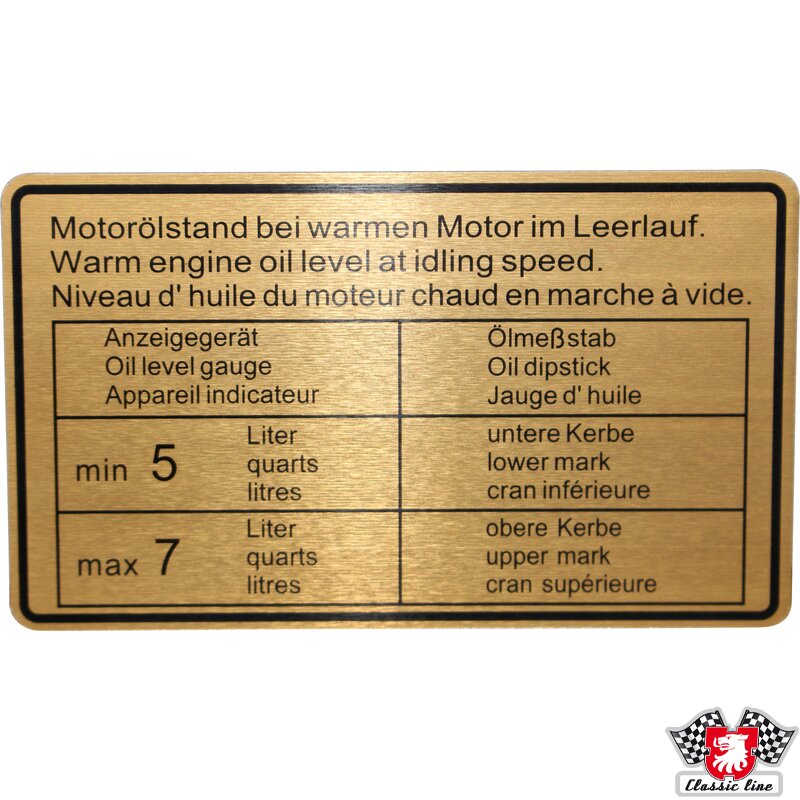 Motorölstand bei warmen Motor im Leerlauf.
Warm engine oil level at idling speed.
Niveau d' huile du moteur chaud en marche à vide.
Anzeigegerät
Oil level gauge
Appareil indicateur
Ölmeßstab
Oil dipstick
Jauge d' huile
min 5
Liter
quarts
litres
untere Kerbe
lower mark
cran inférieure
max 7
Liter
quarts
litres
obere Kerbe
upper mark
cran supérieure
Classic line